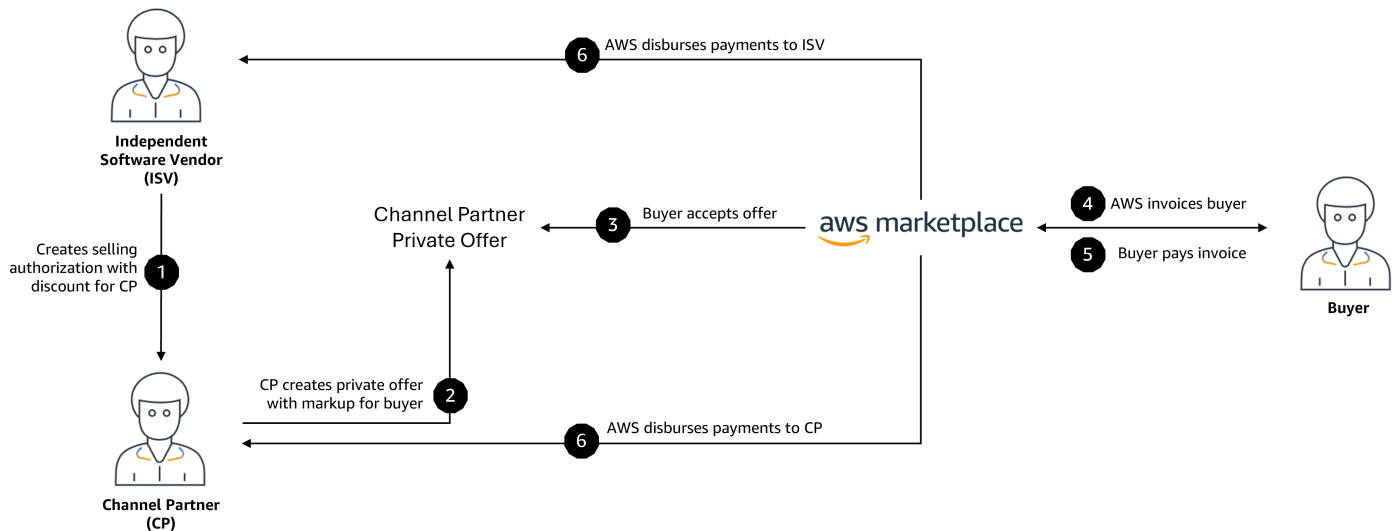 6
AWS disburses payments to ISV
Independent
Software Vendor
(ISV)
Creates selling
authorization with
discount for CP
1
Channel Partner
Private Offer
3
Buyer accepts offer
aws marketplace
4
AWS invoices buyer
5
Buyer pays invoice
Buyer
CP creates private offer
with markup for buyer
2
6
AWS disburses payments to CP
Channel Partner
(CP)